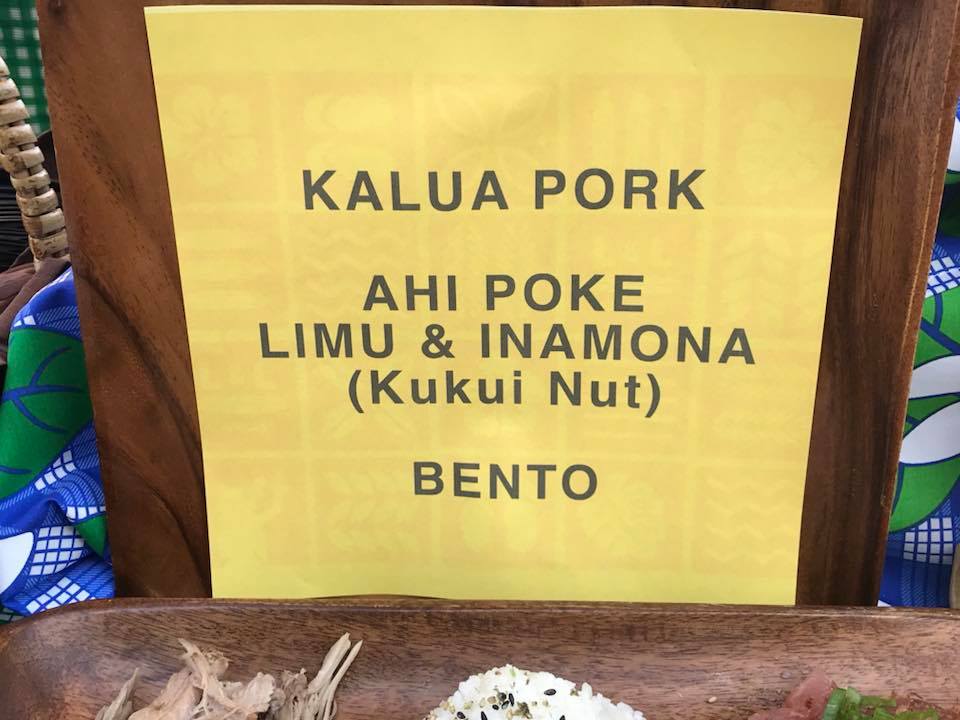 KALUA PORK
AHI POKE
LIMU & INAMONA
(Kukui Nut)
BENTO